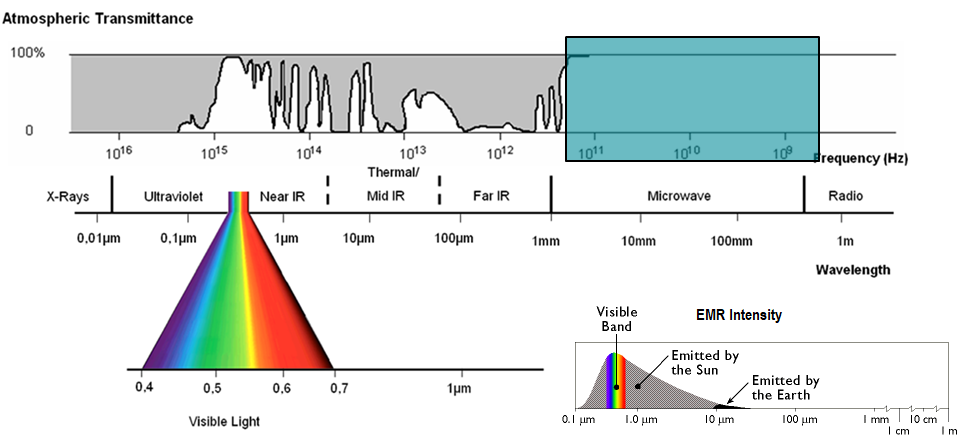 Atmospheric Transmittance
100%
0
10¹⁶ 10¹⁵ 10¹⁴ 10¹³ 10¹² 10¹¹ 10¹⁰ 10⁹
Frequency (Hz)
Thermal/
X-Rays Ultraviolet Near IR Mid IR Far IR Microwave Radio
0,01µm 0,1µm 1µm 10µm 100µm 1mm 10mm 100mm 1m
Wavelength
0,4 0,5 0,6 0,7 1µm
Visible Light
EMR Intensity
Visible
Band
Emitted by
the Sun
Emitted by
the Earth
0.1 µm 1.0 µm 10 µm 100 µm 1 mm 10 cm
1 cm 1 m